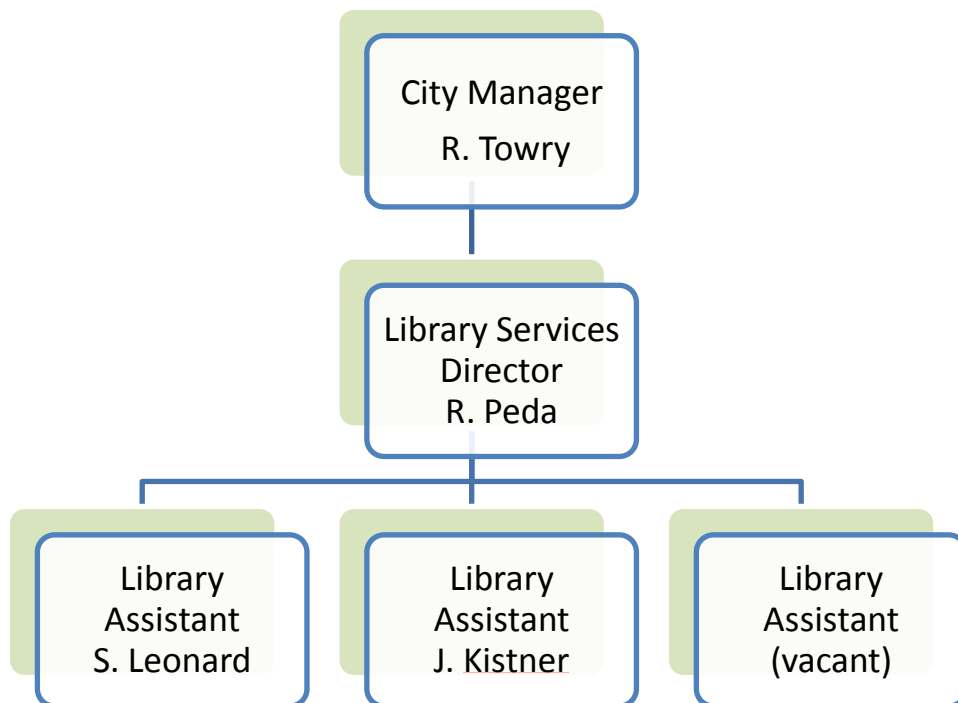 City Manager
R. Towry
Library Services
Director
R. Peda
Library
Assistant
S. Leonard
Library
Assistant
J. Kistner
Library
Assistant
(vacant)